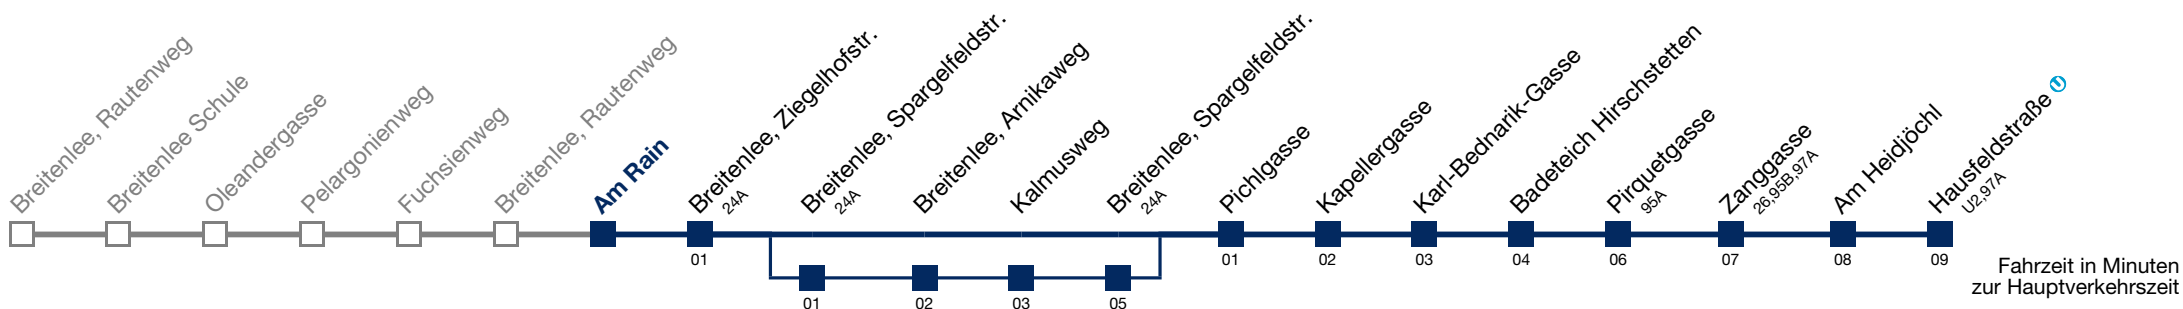 Breitenlee, Rautenweg
Breitenlee Schule
Oleandergasse
Pelargonienweg
Fuchsienweg
Breitenlee, Rautenweg
Am Rain
Breitenlee, Ziegelhofstr.
24A
Breitenlee, Spargelfeldstr.
24A
Breitenlee, Arnikaweg
Kalmusweg
Breitenlee, Spargelfeldstr.
24A
Pichlgasse
Kapellergasse
Karl-Bednarik-Gasse
Badeteich Hirschstetten
Pirquetgasse
95A
Zanggasse
26,95B,97A
Am Heidjöchl
Hausfeldstraße U
U2,97A
01
01
02
03
04
06
07
08
09
01
02
03
05
Fahrzeit in Minuten
zur Hauptverkehrszeit